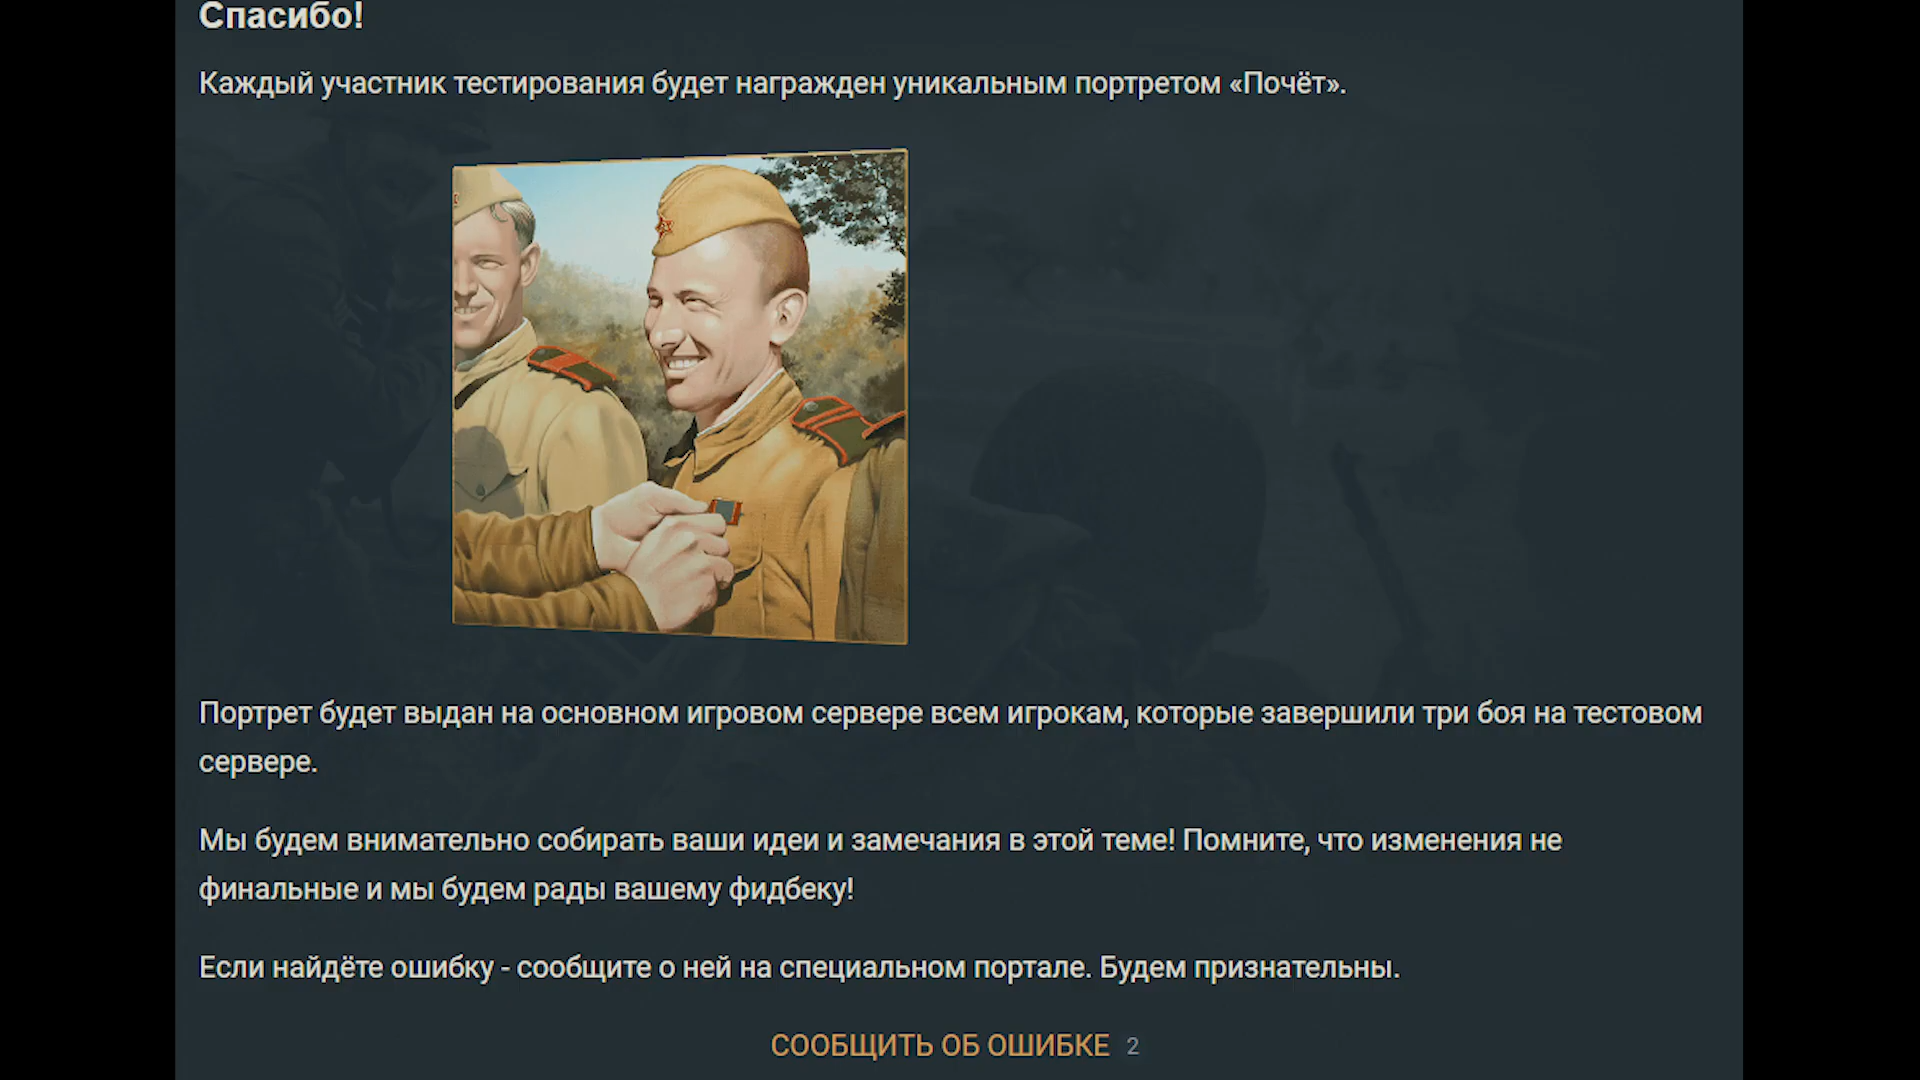 Спасибо!
Каждый участник тестирования будет награжден уникальным портретом «Почёт».
Портрет будет выдан на основном игровом сервере всем игрокам, которые завершили три боя на тестовом
сервере.
Мы будем внимательно собирать ваши идеи и замечания в этой теме! Помните, что изменения не
финальные и мы будем рады вашему фидбеку!
Если найдёте ошибку - сообщите о ней на специальном портале. Будем признательны.
СООБЩИТЬ ОБ ОШИБКЕ 2